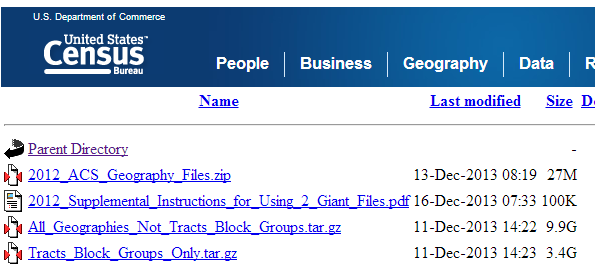 U.S. Department of Commerce
United States™
Census
Bureau
People Business Geography Data R
Name Last modified Size De
Parent Directory -
2012_ACS_Geography_Files.zip 13-Dec-2013 08:19 27M
2012_Supplemental_Instructions_for_Using_2_Giant_Files.pdf 16-Dec-2013 07:33 100K
All_Geographies_Not_Tracts_Block_Groups.tar.gz 11-Dec-2013 14:22 9.9G
Tracts_Block_Groups_Only.tar.gz 11-Dec-2013 14:23 3.4G